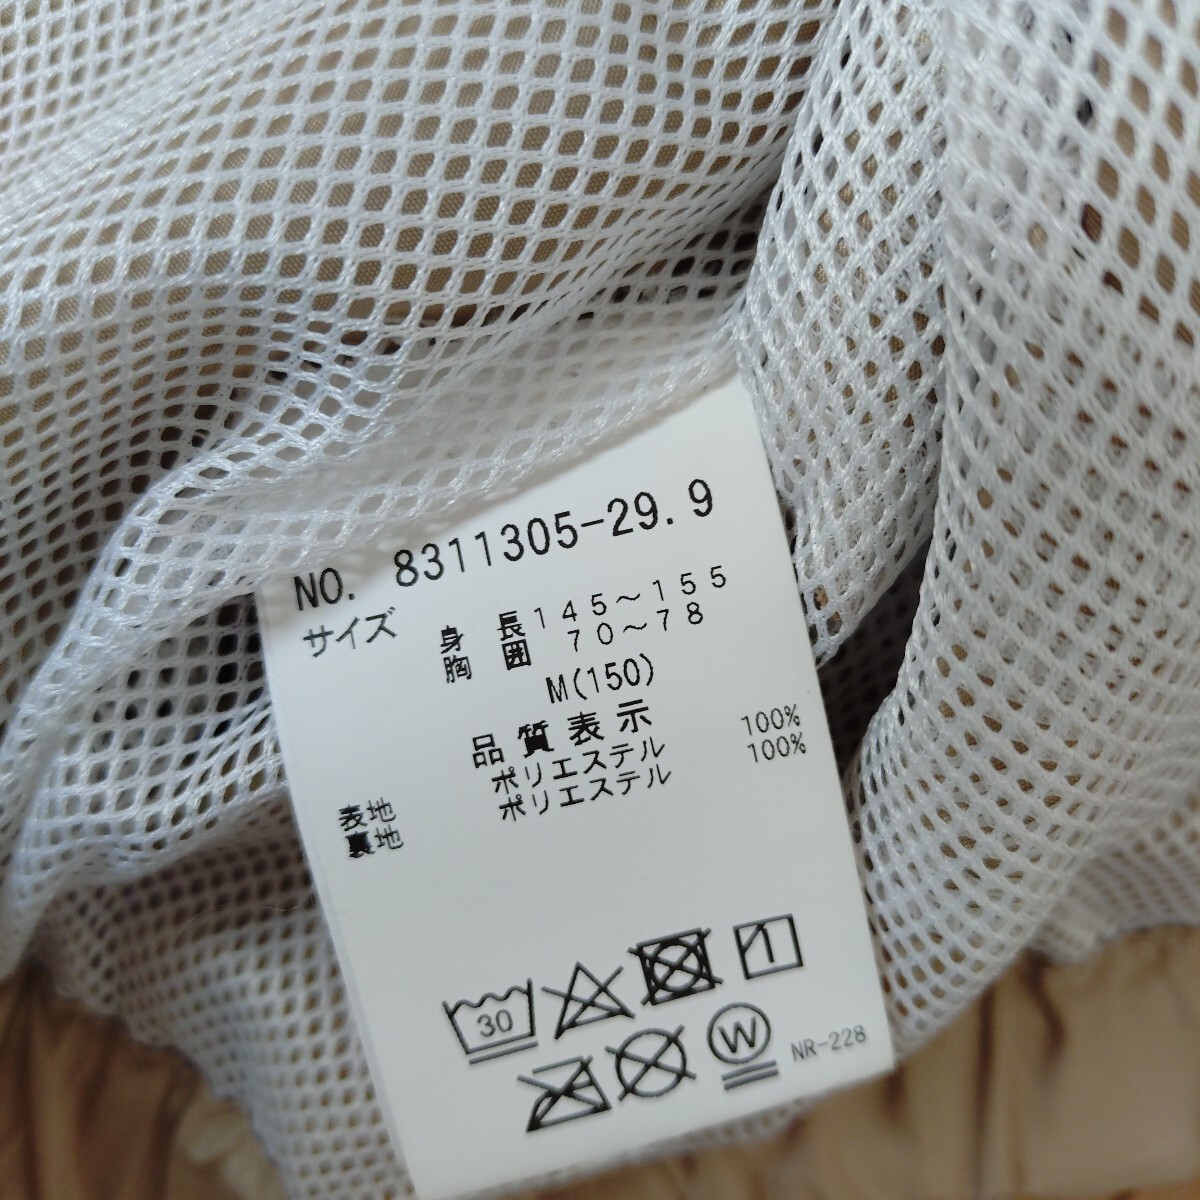 NO. 8311305-29.9
サイズ 身長145～155
胸囲 70～78
M(150)
品質表示
表地 ポリエステル 100%
裏地 ポリエステル 100%
30
W
NR-228